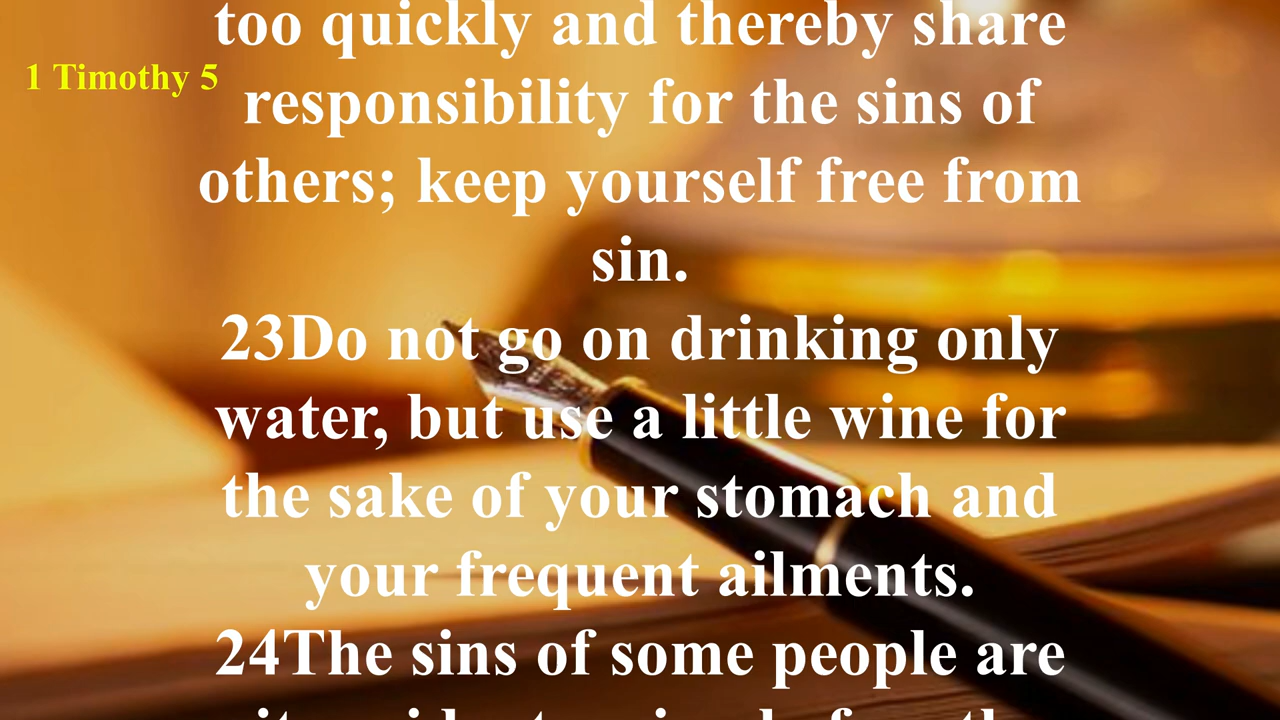 too quickly and thereby share
1 Timothy 5
responsibility for the sins of
others; keep yourself free from
sin.
23Do not go on drinking only
water, but use a little wine for
the sake of your stomach and
your frequent ailments.
24The sins of some people are